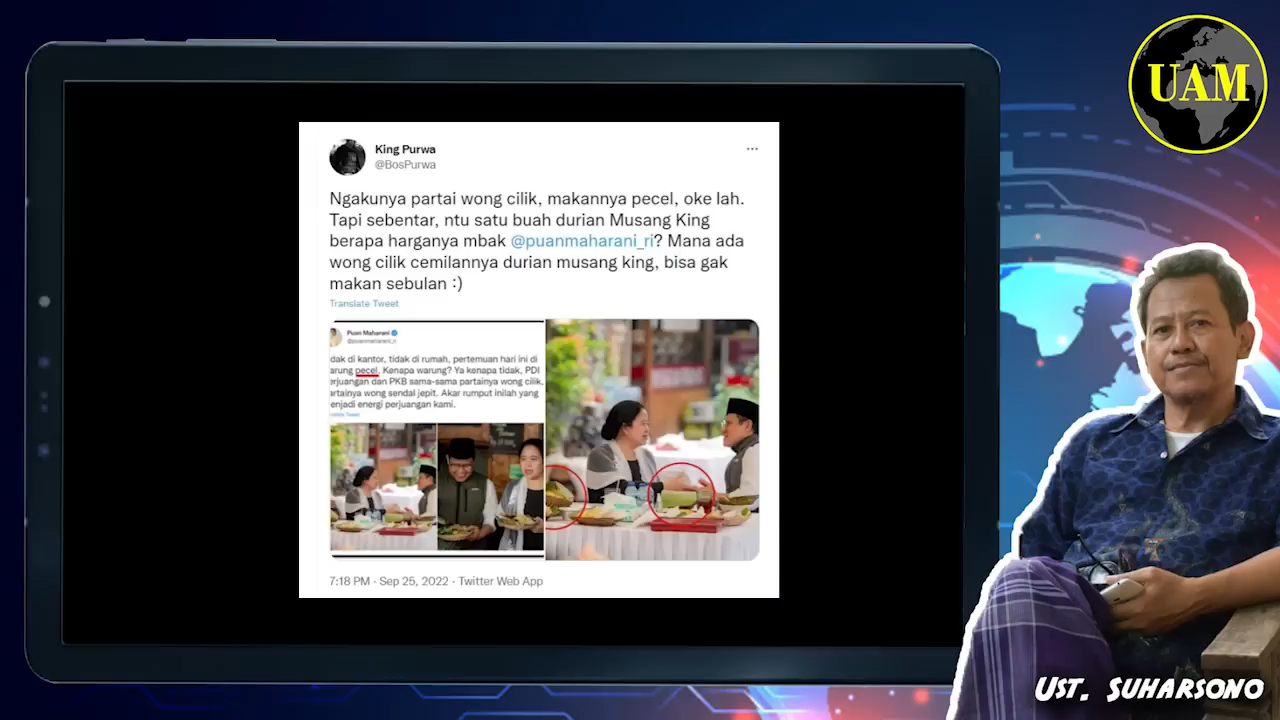 UAM
King Purwa
@BosPurwa
Ngakunya partai wong cilik, makannya pecel, oke lah.
Tapi sebentar, ntu satu buah durian Musang King
berapa harganya mbak @puanmaharani_ri? Mana ada
wong cilik cemilannya durian musang king, bisa gak
makan sebulan :)
Translate Tweet
Puan Maharani
@puanmaharani_ri
dak di kantor, tidak di rumah, pertemuan hari ini di
arung pecel. Kenapa warung? Ya kenapa tidak, PDI
erjuangan dan PKB sama-sama partainya wong cilik,
artainya wong sendal jepit. Akar rumput inilah yang
enjadi energi perjuangan kami.
7:18 PM · Sep 25, 2022 · Twitter Web App
Ust. Suharsono